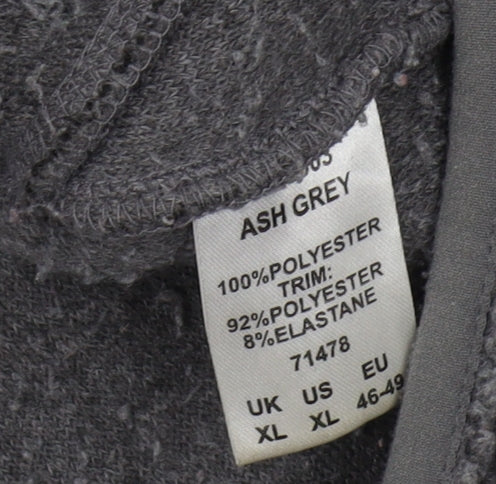 ASH GREY
100%POLYESTER
TRIM:
92%POLYESTER
8%ELASTANE
71478
UK US EU
XL XL 46-49